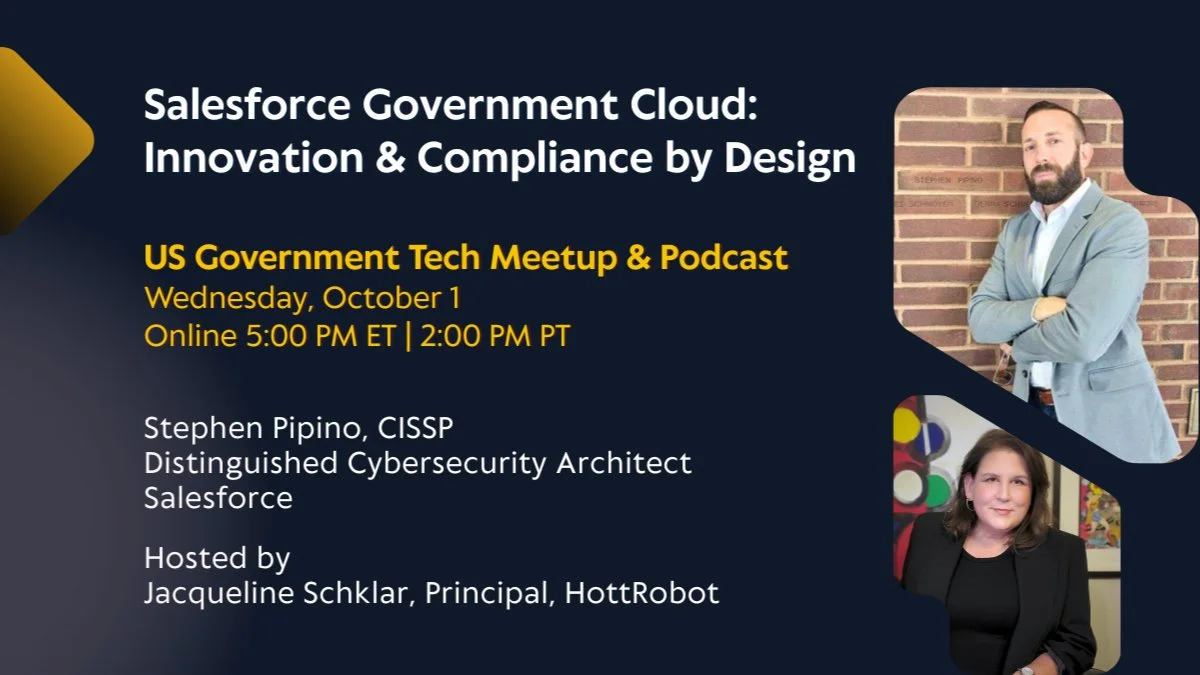 Salesforce Government Cloud:
Innovation & Compliance by Design
US Government Tech Meetup & Podcast
Wednesday, October 1
Online 5:00 PM ET | 2:00 PM PT
Stephen Pipino, CISSP
Distinguished Cybersecurity Architect
Salesforce
Hosted by
Jacqueline Schklar, Principal, HottRobot
STEPHEN PIPINO